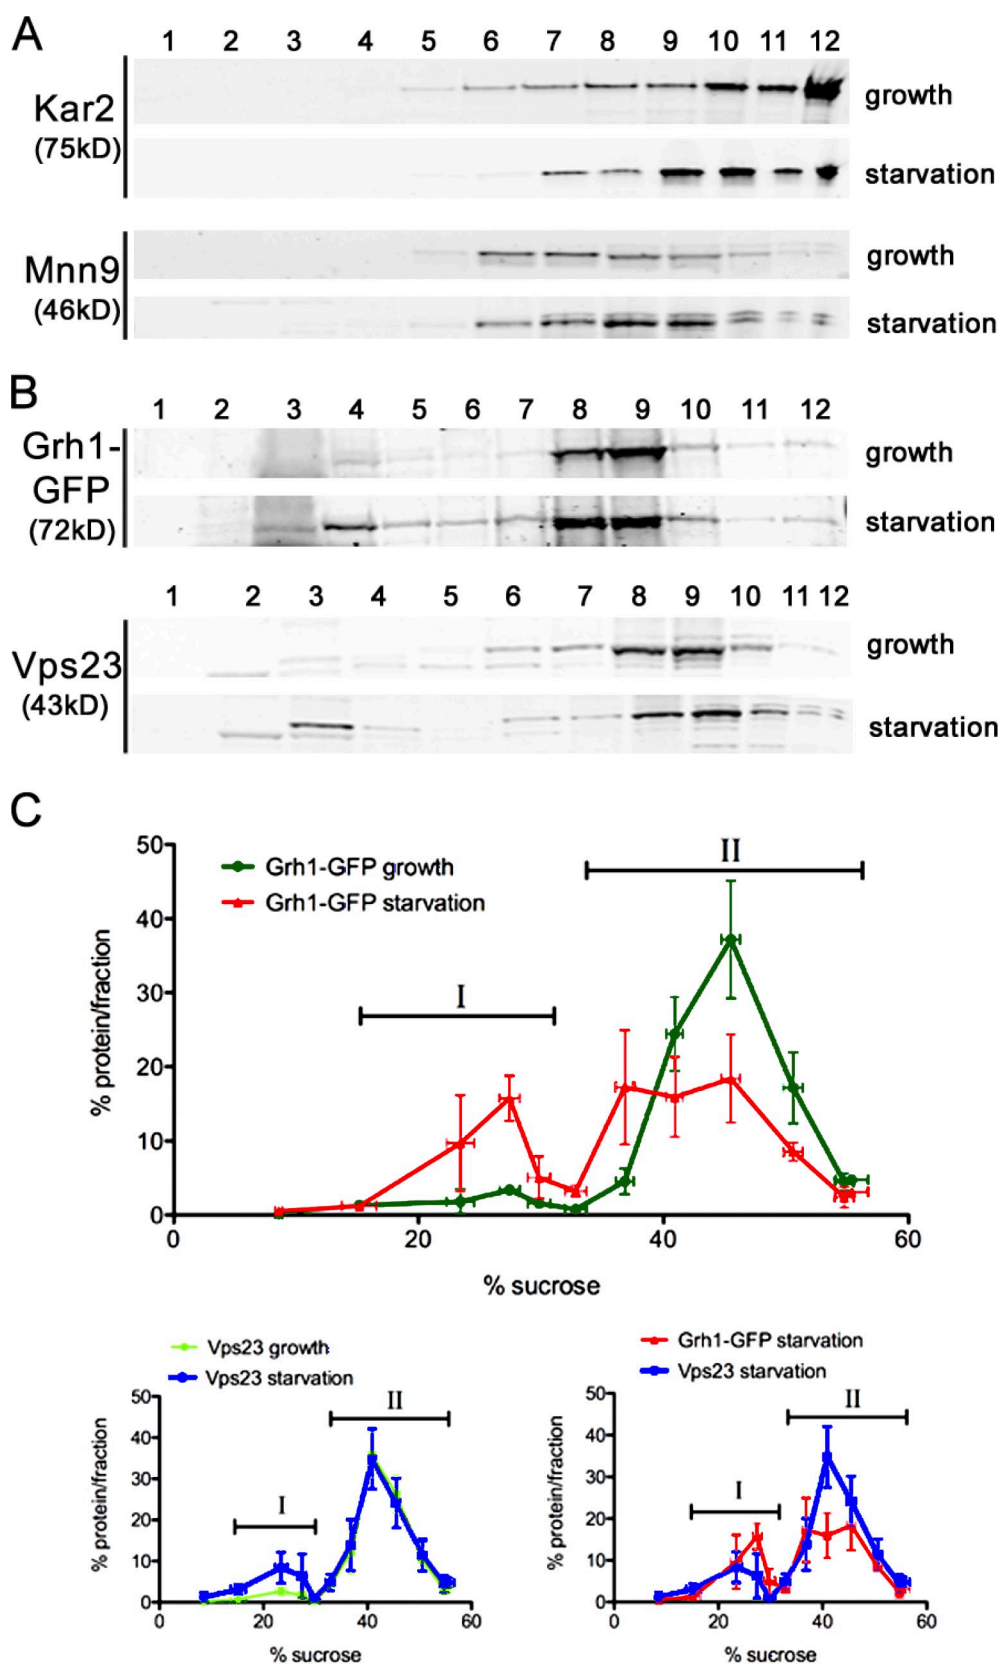 A
1 2 3 4 5 6 7 8 9 10 11 12
Kar2
(75kD)
growth
starvation
Mnn9
(46kD)
growth
starvation
B
1 2 3 4 5 6 7 8 9 10 11 12
Grh1-
GFP
(72kD)
growth
starvation
1 2 3 4 5 6 7 8 9 10 11 12
Vps23
(43kD)
growth
starvation
C
50
40
30
20
10
0
% protein/fraction
Grh1-GFP growth
Grh1-GFP starvation
I
II
0 20 40 60
% sucrose
Vps23 growth
Vps23 starvation
50
40
30
20
10
0
% protein/fraction
I
II
0 20 40 60
% sucrose
Grh1-GFP starvation
Vps23 starvation
50
40
30
20
10
0
% protein/fraction
I
II
0 20 40 60
% sucrose